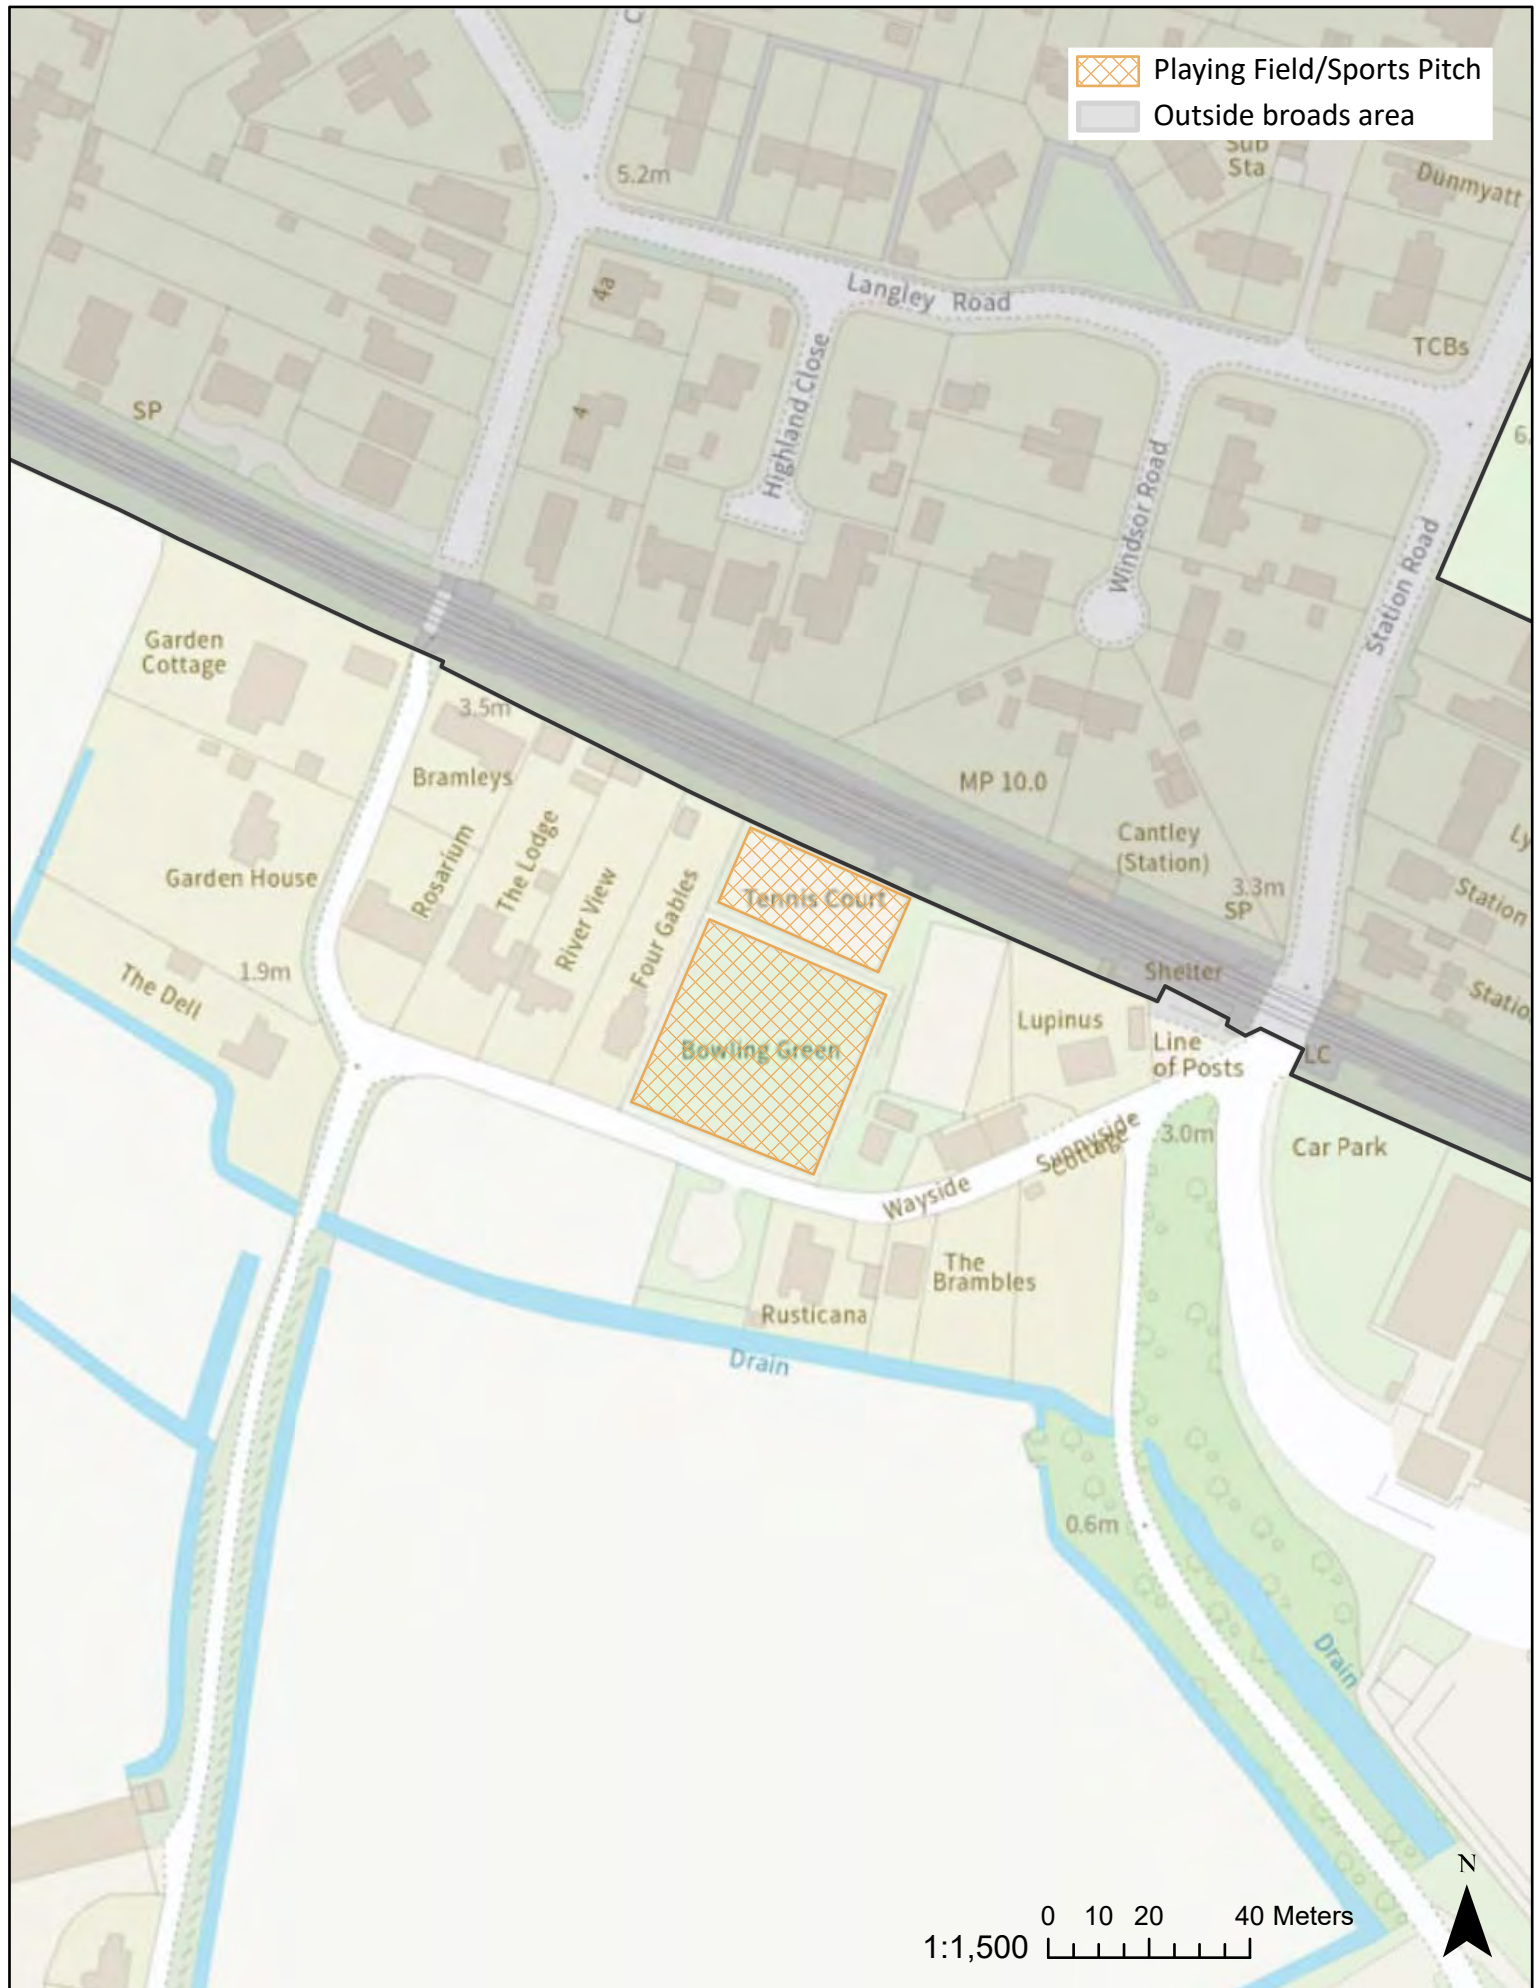 Playing Field/Sports Pitch
Outside broads area
C
Sub
Sta
Dunmyatt
5.2m
4a
Langley Road
TCBs
Highland Close
SP
4
6
Windsor Road
Station Road
Garden
Cottage
3.5m
Bramleys
MP 10.0
Cantley
(Station)
Ly
Rosarium
The Lodge
Garden House
River View
Four Gables
Tennis Court
3.3m
SP
Station
The Dell
1.9m
Shelter
Statio
Lupinus
Line
of Posts
LC
Bowling Green
Sunnyside
Cottage
3.0m
Car Park
Wayside
The
Brambles
Rusticana
Drain
0.6m
Drain
N
0 10 20 40 Meters
1:1,500